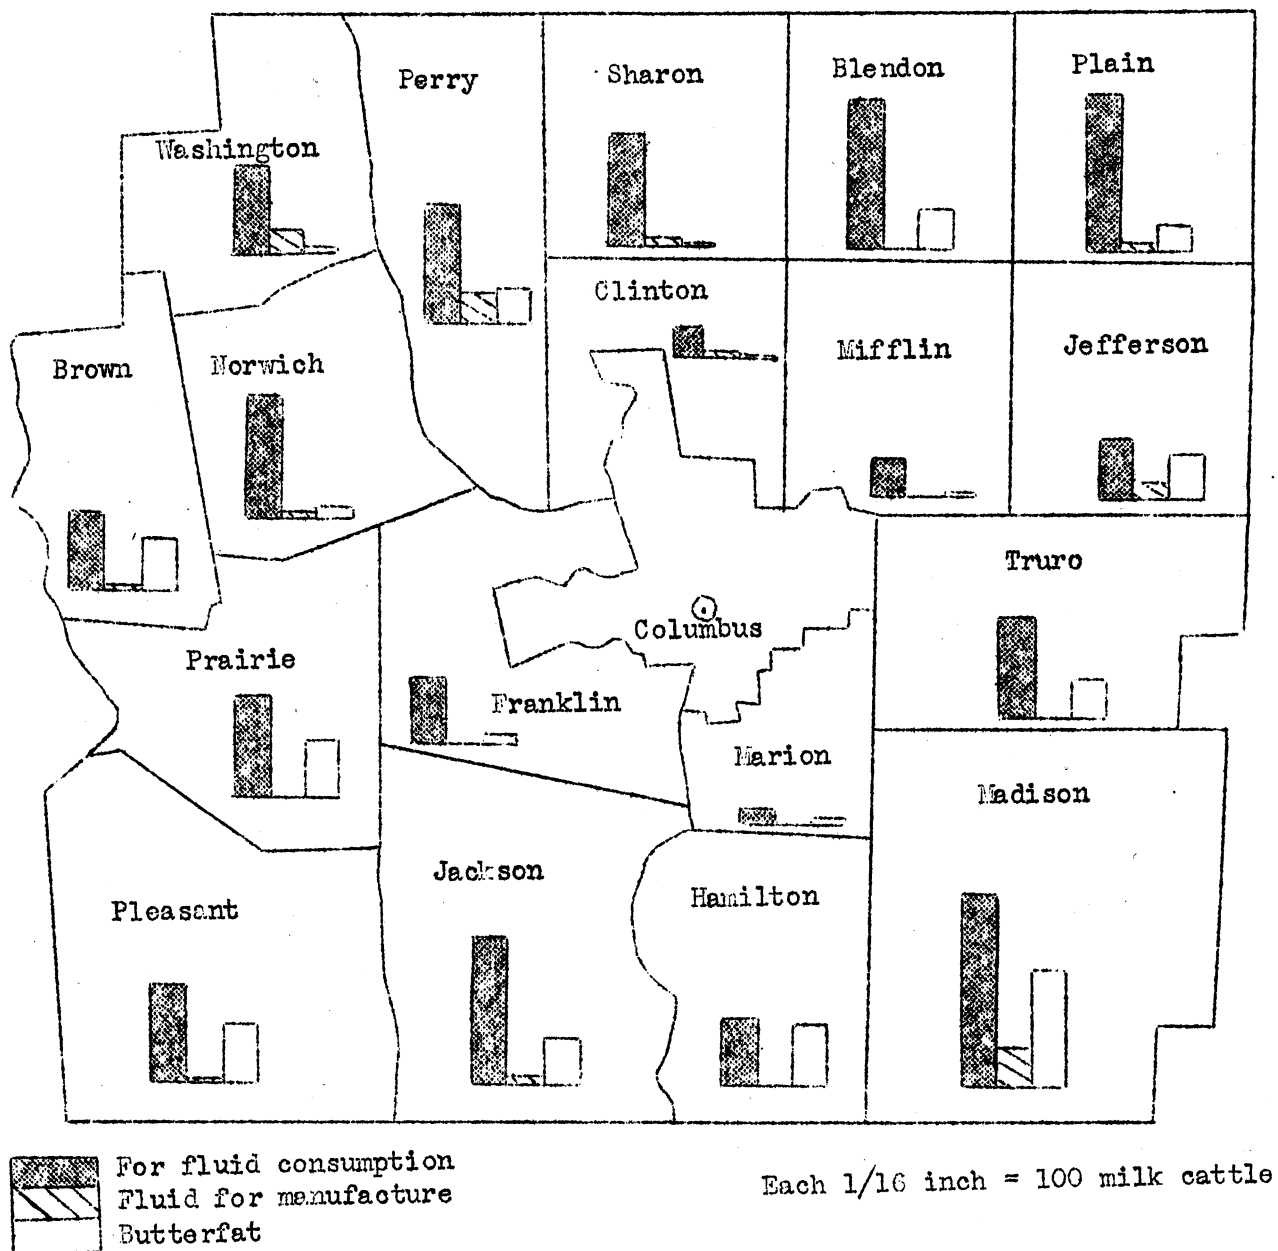 Perry
Sharon
Blendon
Plain
Washington
Clinton
Brown
Norwich
Mifflin
Jefferson
Truro
Columbus
Prairie
Franklin
Marion
Madison
Jackson
Hamilton
Pleasant
For fluid consumption
Fluid for manufacture
Butterfat
Each 1/16 inch = 100 milk cattle